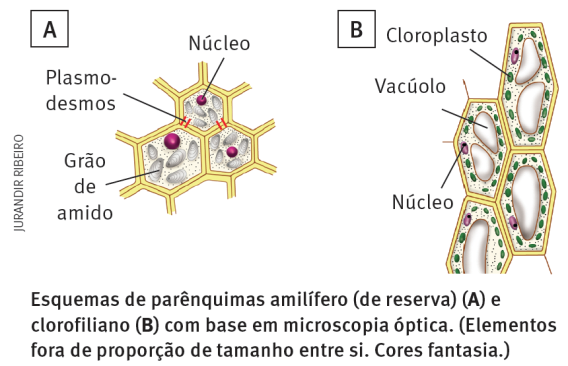 A
Núcleo
Plasmo-
desmos
Grão
de
amido
B
Cloroplasto
Vacúolo
Núcleo
JURANDIR RIBEIRO
Esquemas de parênquimas amilífero (de reserva) (A) e
clorofiliano (B) com base em microscopia óptica. (Elementos
fora de proporção de tamanho entre si. Cores fantasia.)